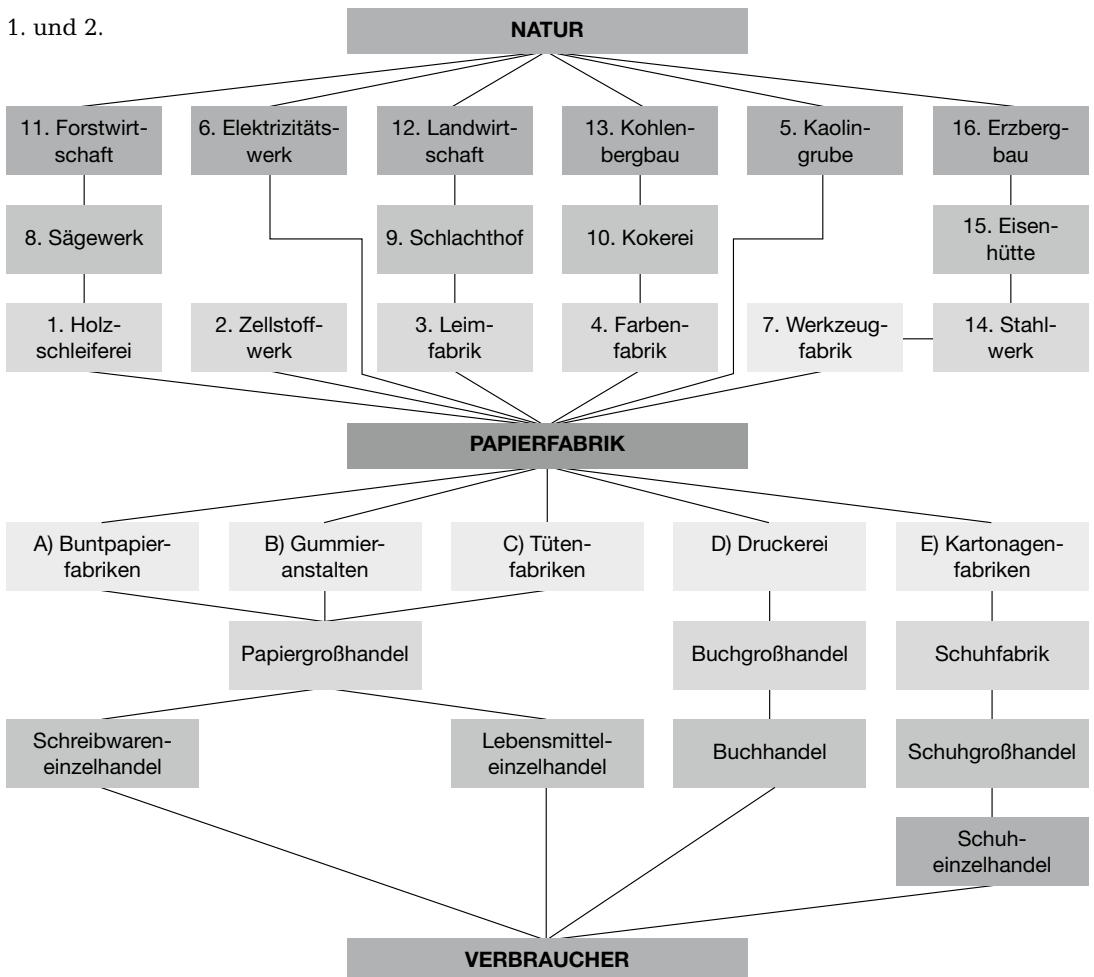 1. und 2.
NATUR
11. Forstwirt-
schaft
6. Elektrizitäts-
werk
12. Landwirt-
schaft
13. Kohlen-
bergbau
5. Kaolin-
grube
16. Erzberg-
bau
8. Sägewerk
9. Schlachthof
10. Kokerei
15. Eisen-
hütte
1. Holz-
schleiferei
2. Zellstoff-
werk
3. Leim-
fabrik
4. Farben-
fabrik
7. Werkzeug-
fabrik
14. Stahl-
werk
PAPIERFABRIK
A) Buntpapier-
fabriken
B) Gummier-
anstalten
C) Tüten-
fabriken
D) Druckerei
E) Kartonagen-
fabriken
Papiergroßhandel
Buchgroßhandel
Schuhfabrik
Schreibwaren-
einzelhandel
Lebensmittel-
einzelhandel
Buchhandel
Schuhgroßhandel
Schuh-
einzelhandel
VERBRAUCHER